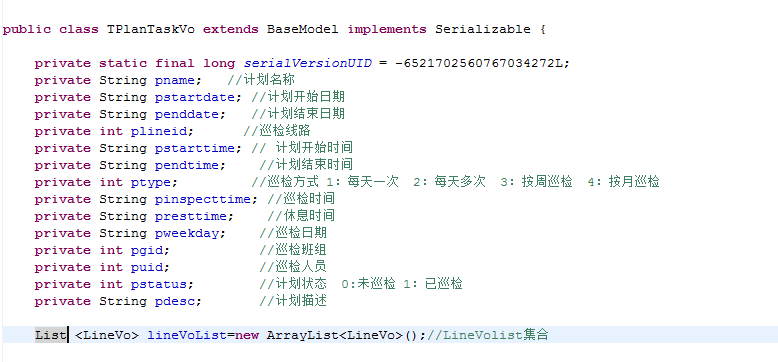 public class TPlanTaskVo extends BaseModel implements Serializable {
private static final long serialVersionUID = -6521702560767034272L;
private String pname; //计划名称
private String pstartdate; //计划开始日期
private String penddate; //计划结束日期
private int plineid; //巡检线路
private String pstarttime; // 计划开始时间
private String pendtime; //计划结束时间
private int ptype; //巡检方式 1: 每天一次 2: 每天多次 3: 按周巡检 4: 按月巡检
private String pinspecttime; //巡检时间
private String presttime; //休息时间
private String pweekday; //巡检日期
private int pgid; //巡检班组
private int puid; //巡检人员
private int pstatus; //计划状态 0:未巡检 1: 已巡检
private String pdesc; //计划描述
List <LineVo> lineVoList=new ArrayList<LineVo>();//LineVolist集合